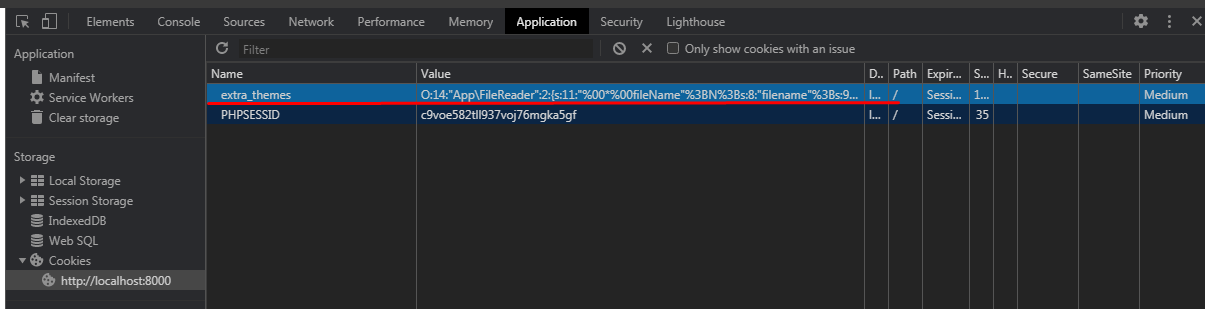 Elements Console Sources Network Performance Memory Application Security Lighthouse
Application
Manifest
Service Workers
Clear storage
Storage
Local Storage
Session Storage
IndexedDB
Web SQL
Cookies
http://localhost:8000
Filter Only show cookies with an issue
Name Value D.. Path Expir... S... H.. Secure SameSite Priority
extra_themes O:14:"App\FileReader":2:{s:11:"%00*%00fileName"%3BN%3Bs:8:"filename"%3Bs:9... l... / Sessi... 1... Medium
PHPSESSID c9voe582tll937voj76mgka5gf l... / Sessi... 35 Medium